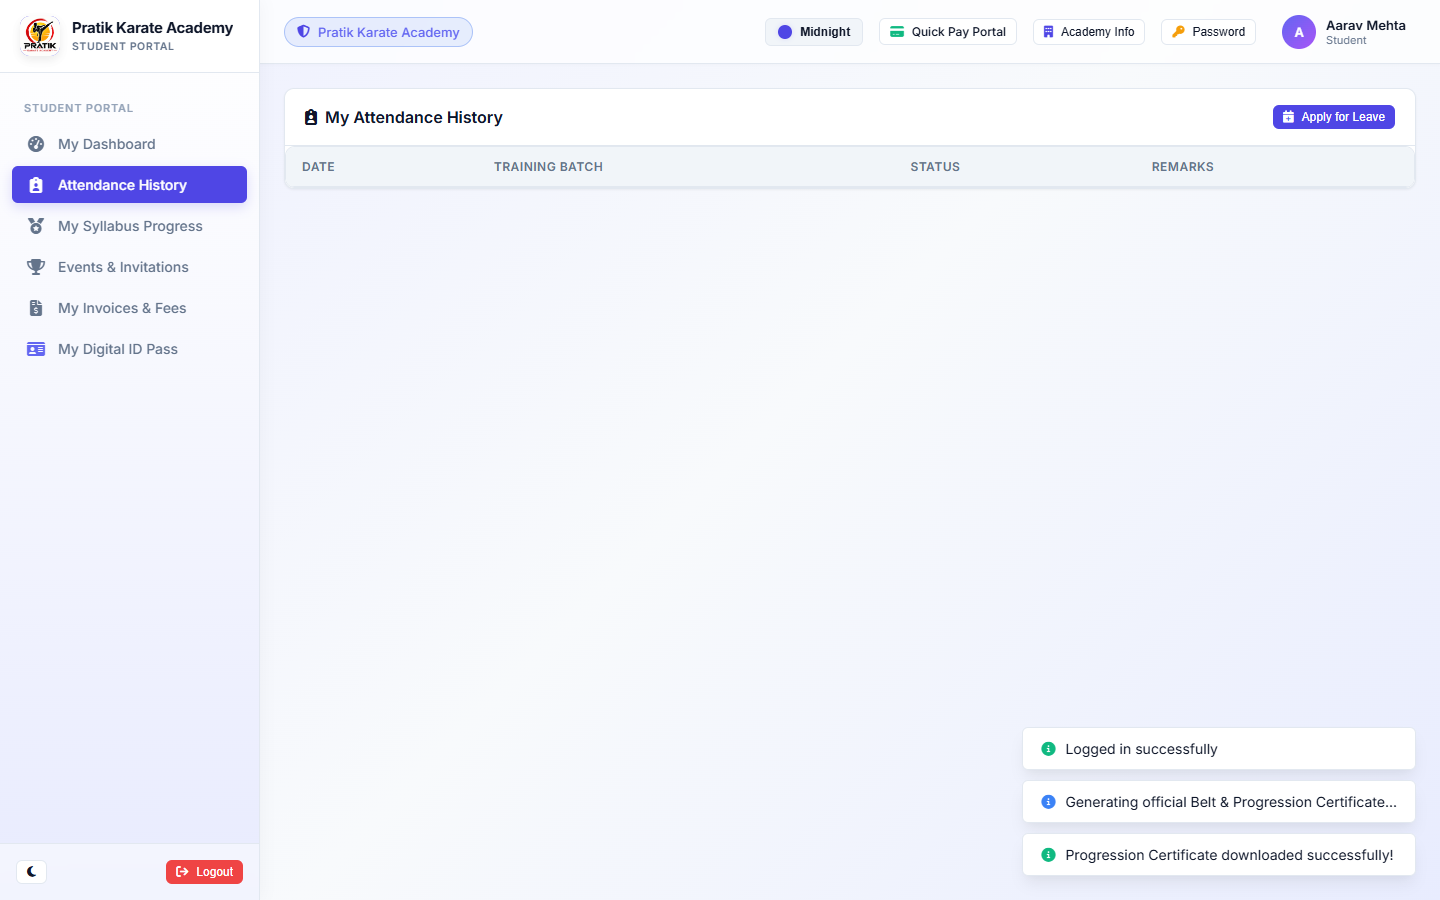 PRATIK
Pratik Karate Academy
STUDENT PORTAL
Pratik Karate Academy
Midnight
Quick Pay Portal
Academy Info
Password
A
Aarav Mehta
Student
STUDENT PORTAL
My Dashboard
Attendance History
My Syllabus Progress
Events & Invitations
My Invoices & Fees
My Digital ID Pass
My Attendance History
Apply for Leave
DATE TRAINING BATCH STATUS REMARKS
Logged in successfully
Generating official Belt & Progression Certificate...
Progression Certificate downloaded successfully!
Logout